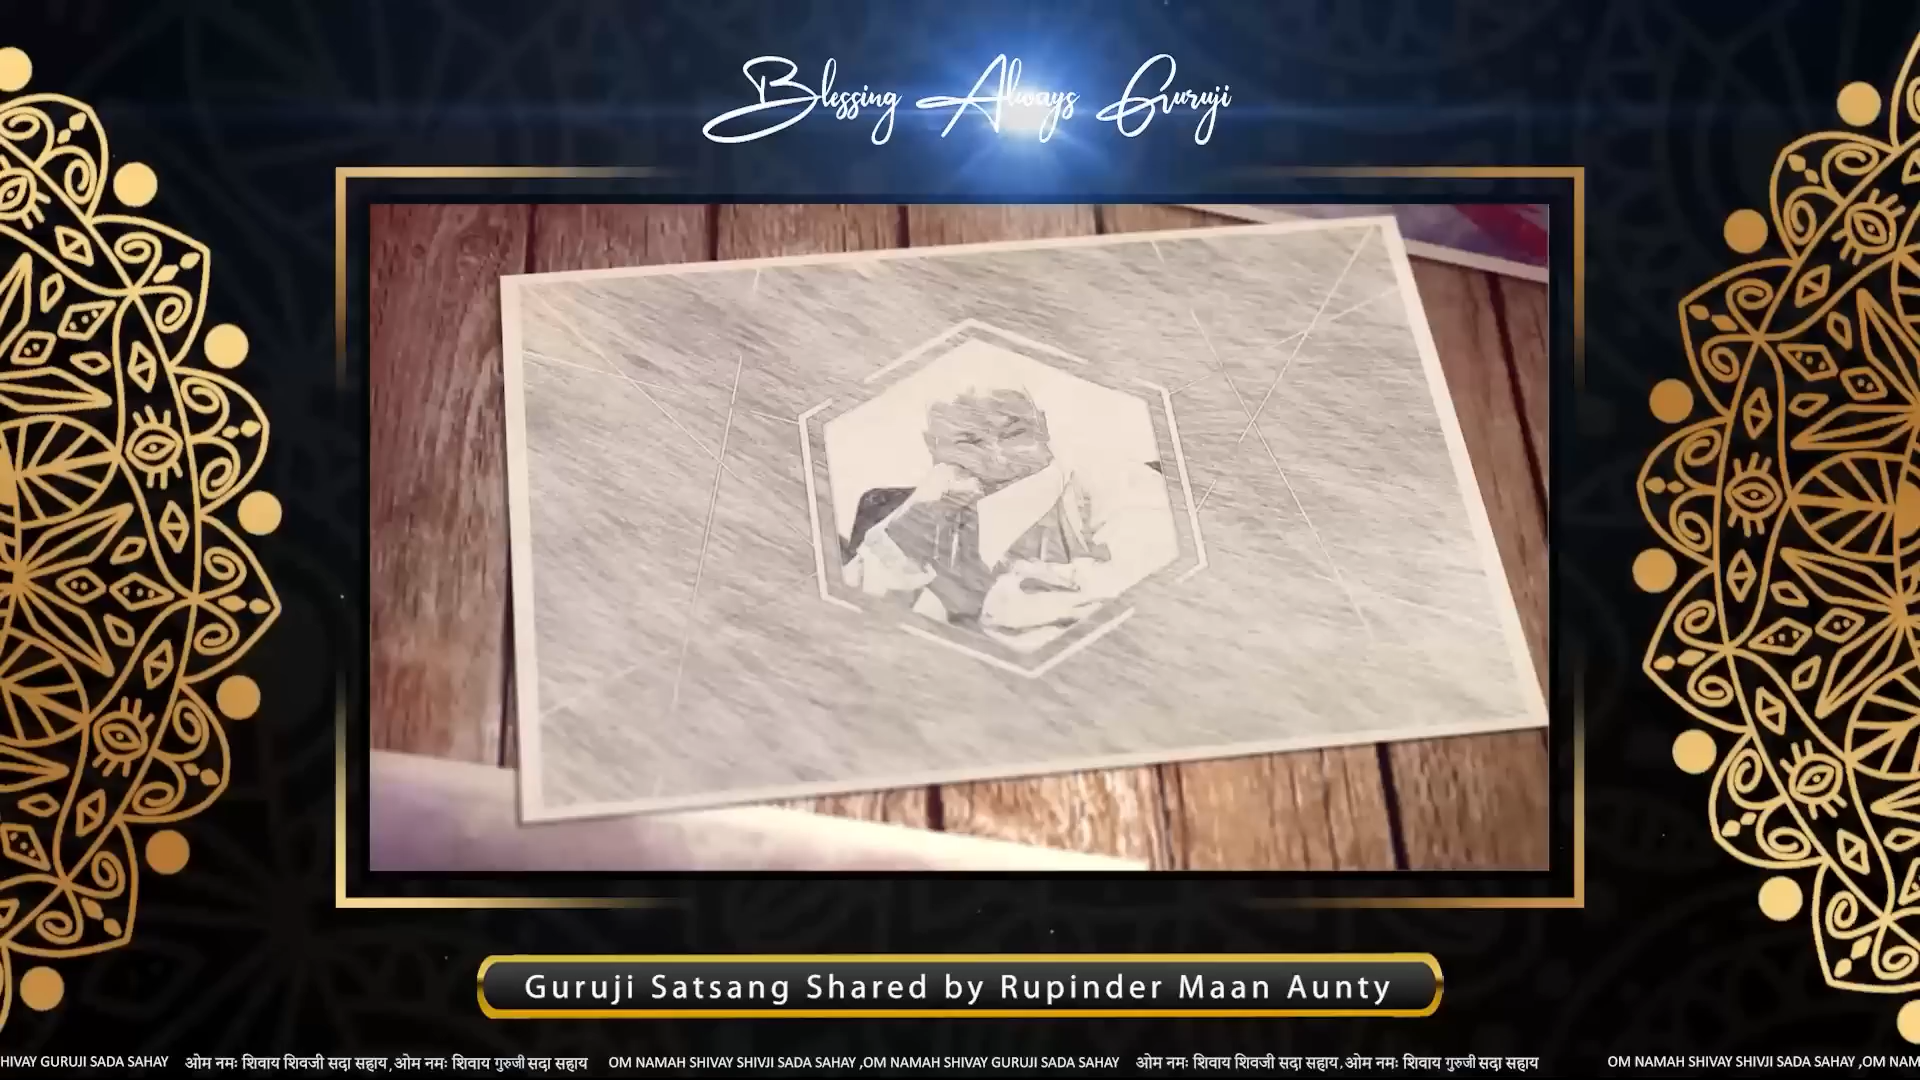 Blessing Always Guruji
Guruji Satsang Shared by Rupinder Maan Aunty
HIVAY GURUJI SADA SAHAY ओम नमः शिवाय शिवजी सदा सहाय, ओम नमः शिवाय गुरुजी सदा सहाय OM NAMAH SHIVAY SHIVJI SADA SAHAY ,OM NAMAH SHIVAY GURUJI SADA SAHAY ओम नमः शिवाय शिवजी सदा सहाय, ओम नमः शिवाय गुरुजी सदा सहाय OM NAMAH SHIVAY SHIVJI SADA SAHAY ,OM NAM